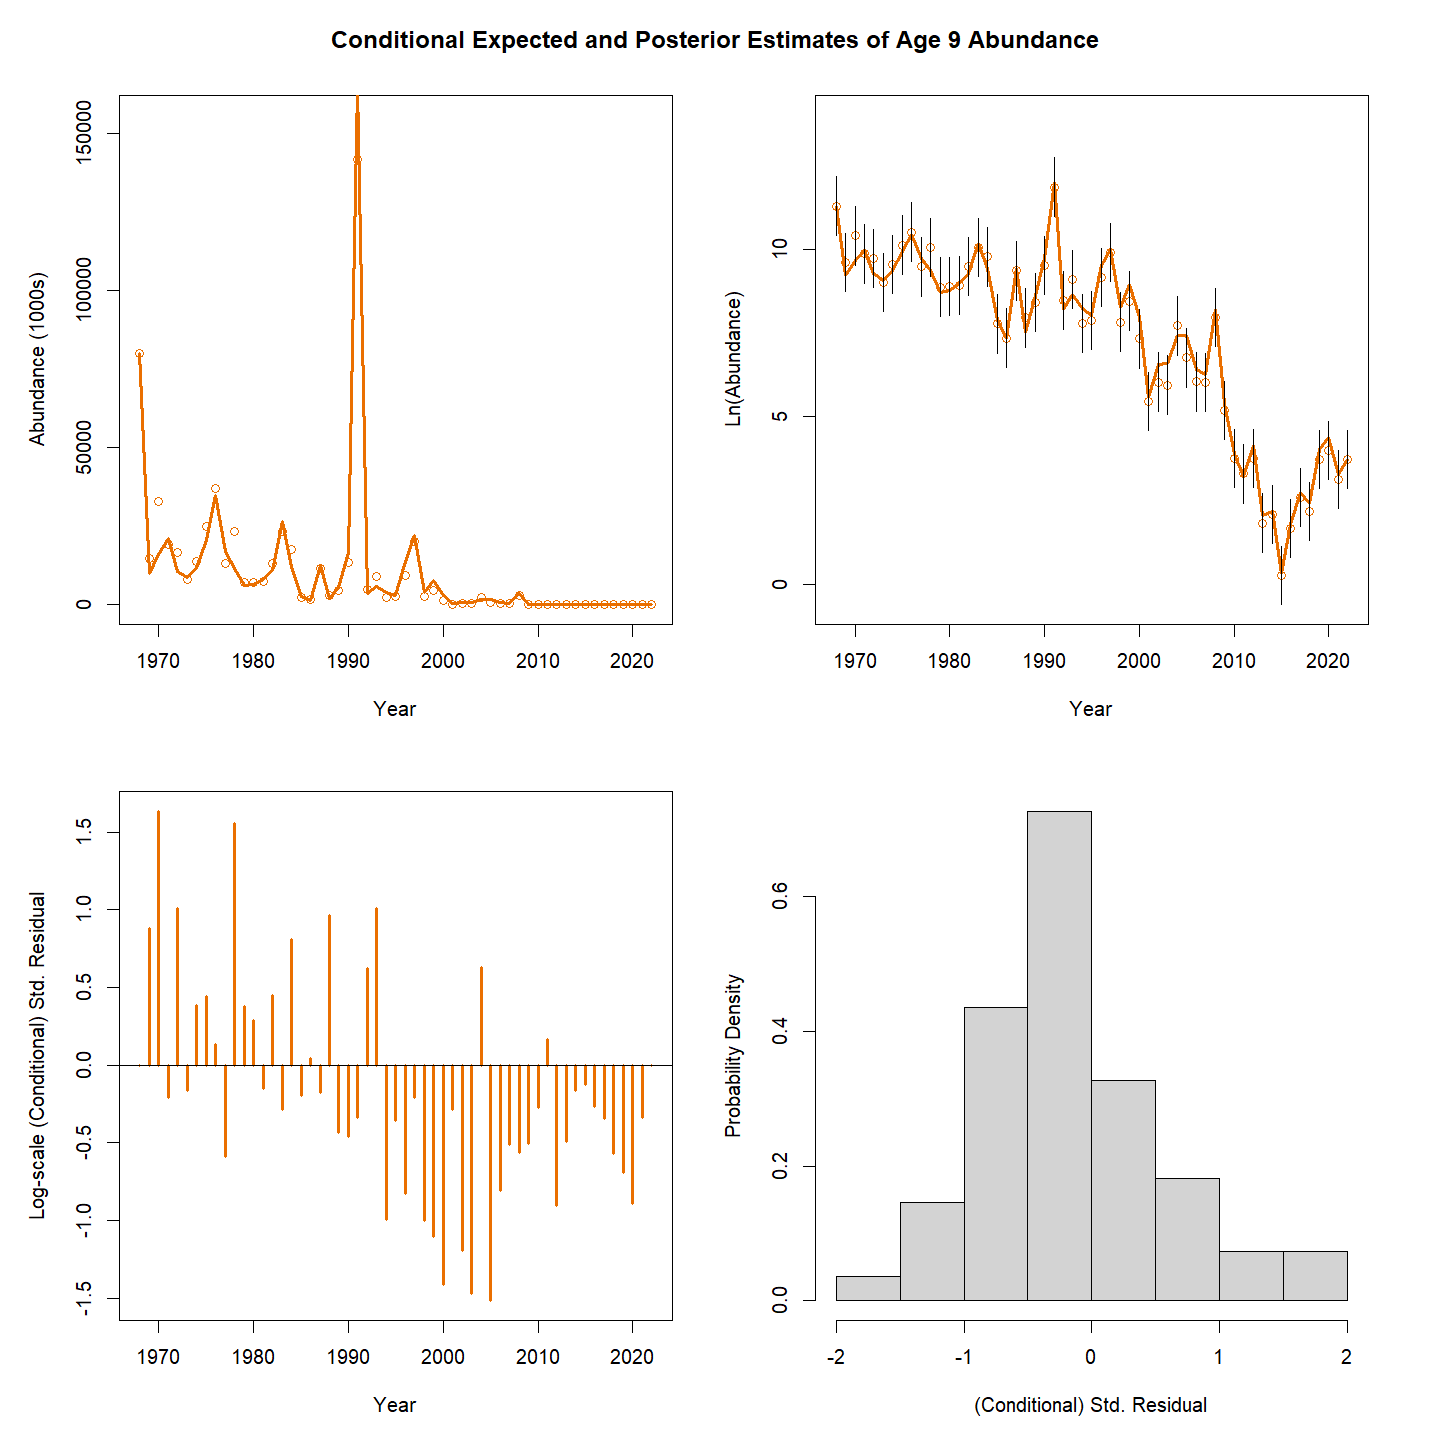 Conditional Expected and Posterior Estimates of Age 9 Abundance
Abundance (1000s)
150000
100000
50000
0
1970 1980 1990 2000 2010 2020
Year
Ln(Abundance)
10
5
0
1970 1980 1990 2000 2010 2020
Year
Log-scale (Conditional) Std. Residual
1.5
1.0
0.5
0.0
-0.5
-1.0
-1.5
1970 1980 1990 2000 2010 2020
Year
Probability Density
0.6
0.4
0.2
0.0
-2 -1 0 1 2
(Conditional) Std. Residual